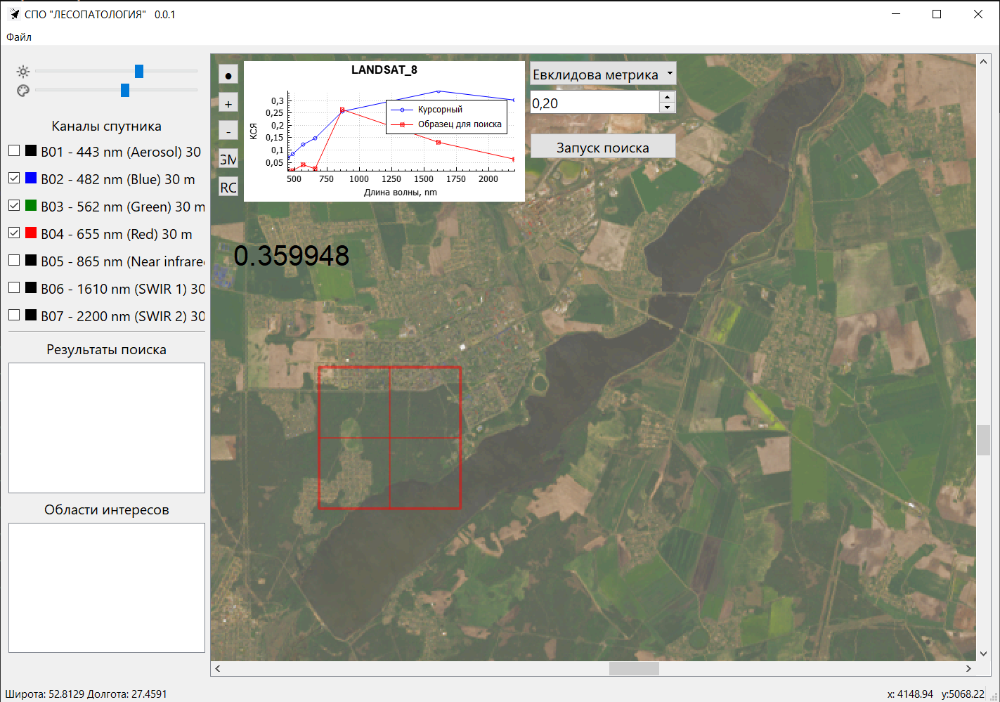 СПО "ЛЕСОПАТОЛОГИЯ" 0.0.1
Файл
Каналы спутника
B01 - 443 nm (Aerosol) 30
B02 - 482 nm (Blue) 30 m
B03 - 562 nm (Green) 30 m
B04 - 655 nm (Red) 30 m
B05 - 865 nm (Near infrare
B06 - 1610 nm (SWIR 1) 30
B07 - 2200 nm (SWIR 2) 30
Результаты поиска
Области интересов
+
-
GM
RC
LANDSAT_8
КСЯ
0,3
0,25
0,2
0,15
0,1
0,05
Курсорный
Образец для поиска
500 750 1000 1250 1500 1750 2000
Длина волны, nm
Евклидова метрика
0,20
Запуск поиска
0.359948
Широта: 52.8129 Долгота: 27.4591
x: 4148.94 y:5068.22